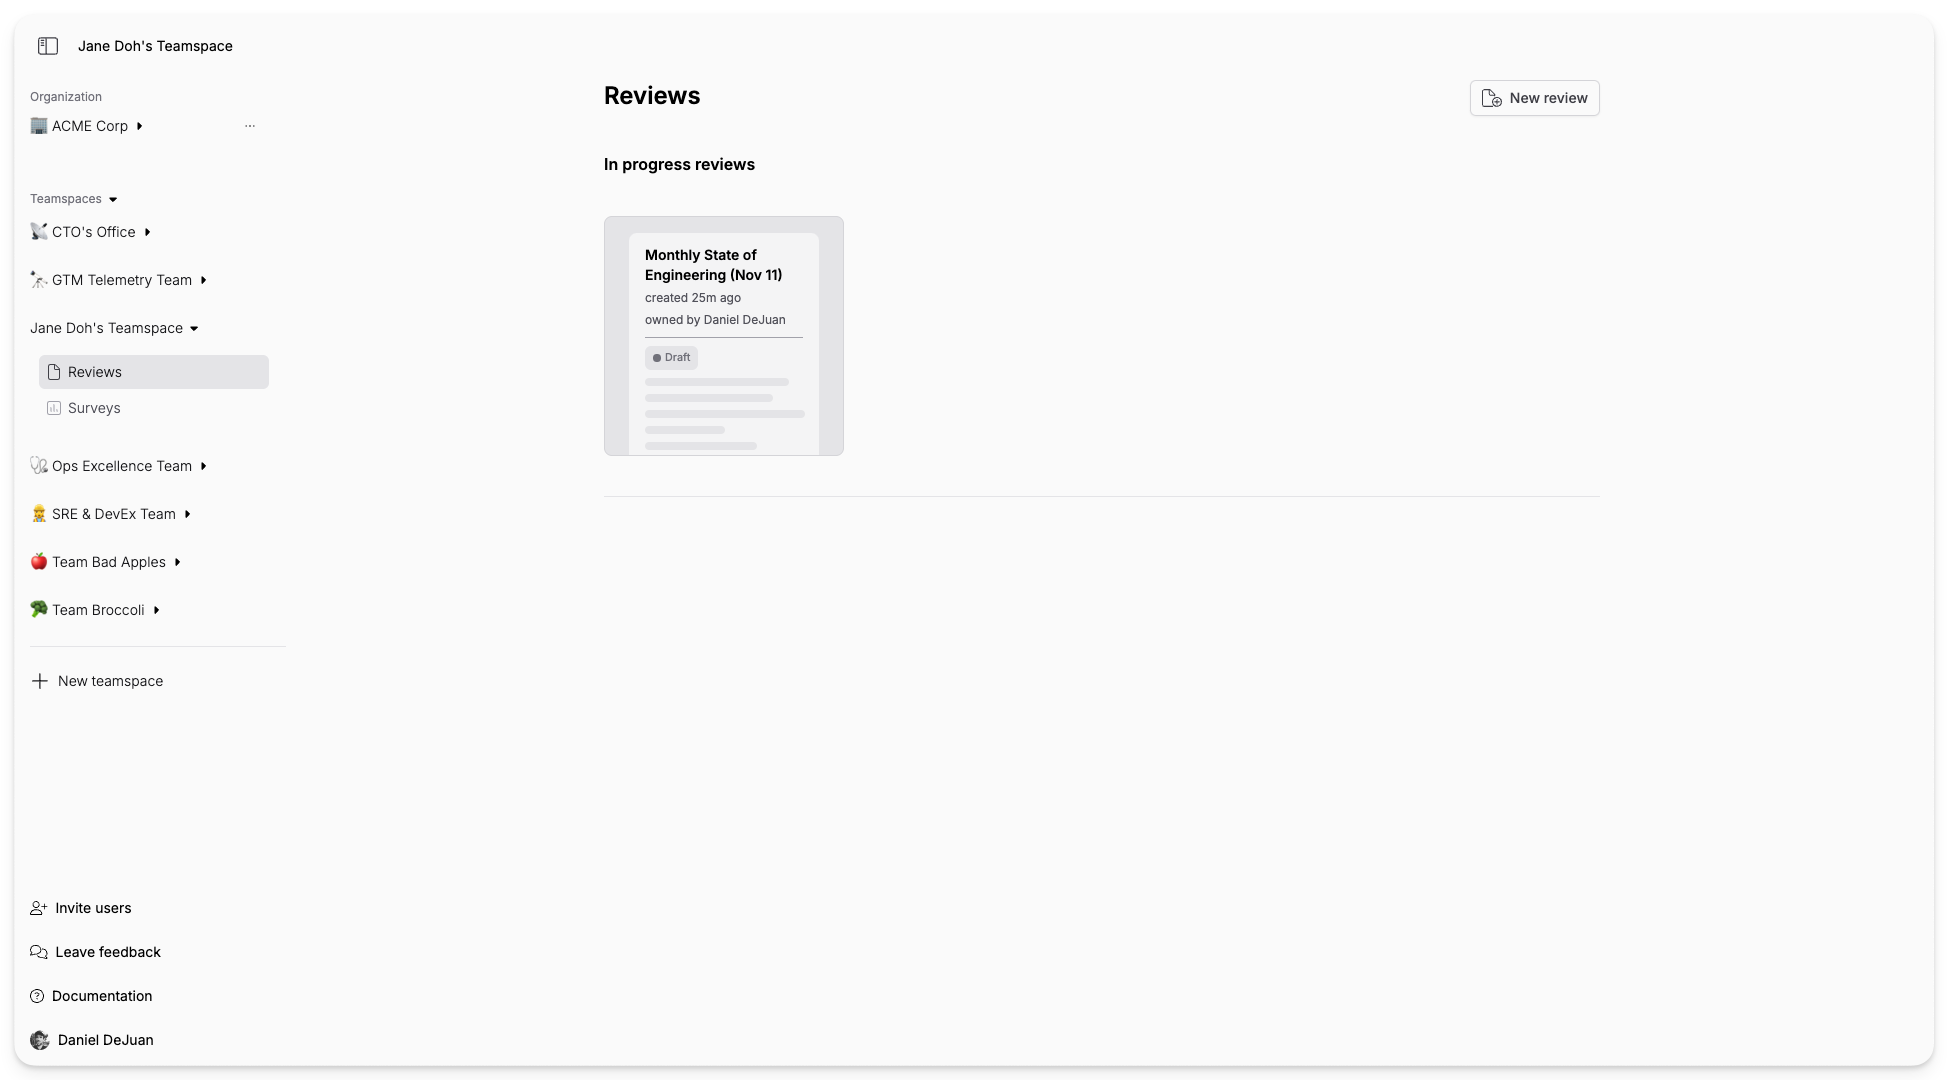 Jane Doh's Teamspace
Organization
ACME Corp
Teamspaces
CTO's Office
GTM Telemetry Team
Jane Doh's Teamspace
Reviews
Surveys
Ops Excellence Team
SRE & DevEx Team
Team Bad Apples
Team Broccoli
New teamspace
Invite users
Leave feedback
Documentation
Daniel DeJuan
Reviews
New review
In progress reviews
Monthly State of
Engineering (Nov 11)
created 25m ago
owned by Daniel DeJuan
Draft